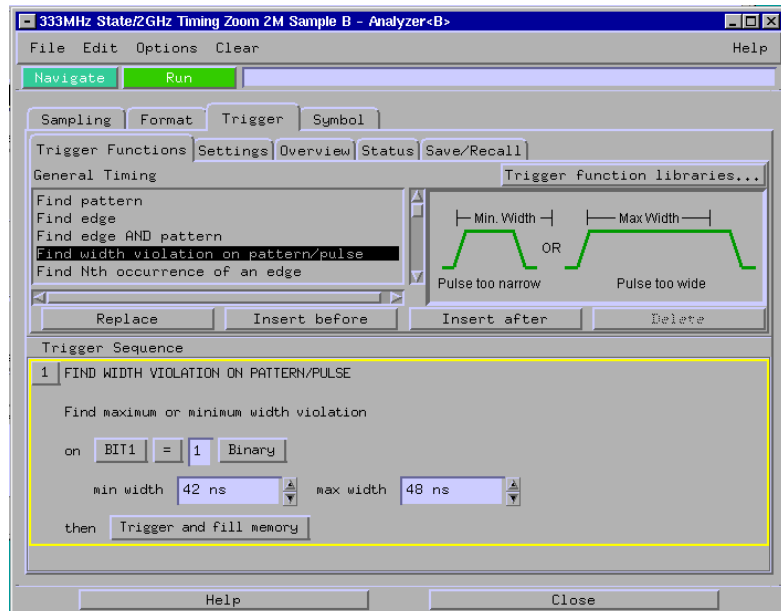 333MHz State/2GHz Timing Zoom 2M Sample B - Analyzer<B>
File Edit Options Clear Help
Navigate Run
Sampling Format Trigger Symbol
Trigger Functions Settings Overview Status Save/Recall
General Timing Trigger function libraries...
Find pattern
Find edge
Find edge AND pattern
Find width violation on pattern/pulse
Find Nth occurrence of an edge
Min. Width Max Width
OR
Pulse too narrow Pulse too wide
Replace Insert before Insert after Delete
Trigger Sequence
1 FIND WIDTH VIOLATION ON PATTERN/PULSE
Find maximum or minimum width violation
on BIT1 = 1 Binary
min width 42 ns max width 48 ns
then Trigger and fill memory
Help Close